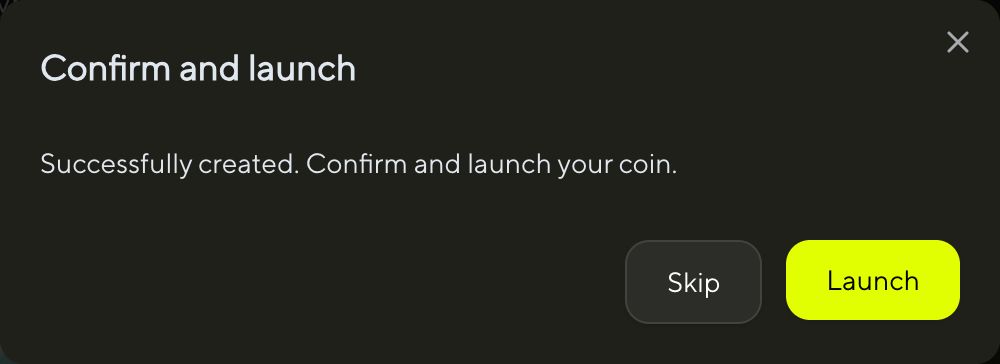 Confirm and launch
Successfully created. Confirm and launch your coin.
Skip
Launch